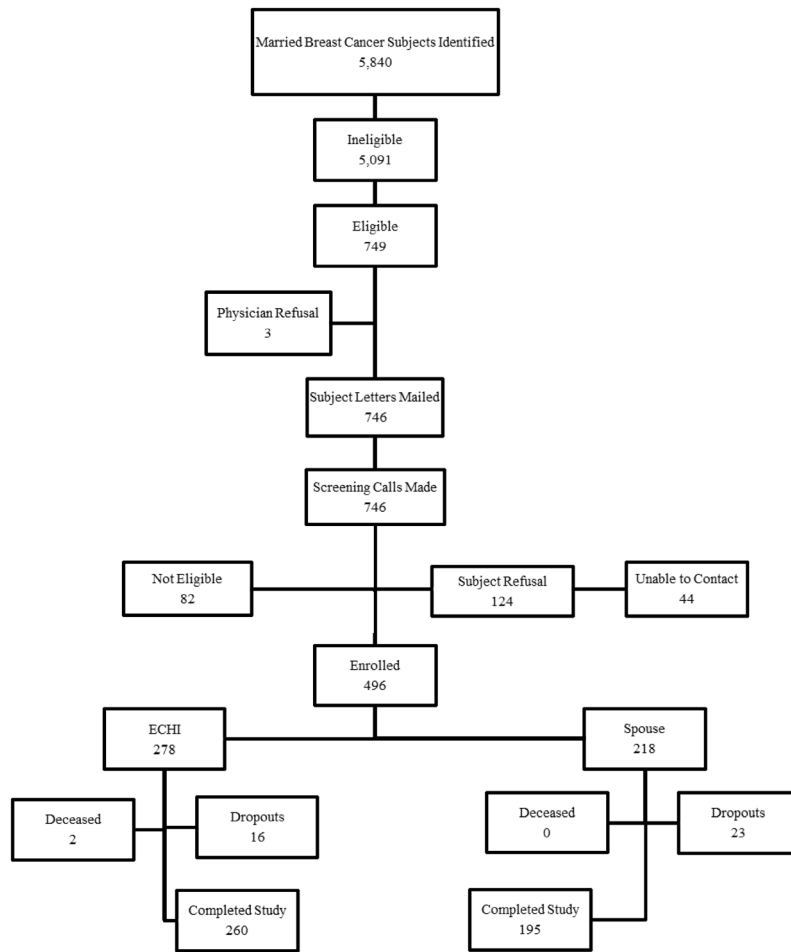 Married Breast Cancer Subjects Identified
5,840
Ineligible
5,091
Eligible
749
Physician Refusal
3
Subject Letters Mailed
746
Screening Calls Made
746
Not Eligible
82
Subject Refusal
124
Unable to Contact
44
Enrolled
496
ECHI
278
Spouse
218
Deceased
2
Dropouts
16
Deceased
0
Dropouts
23
Completed Study
260
Completed Study
195